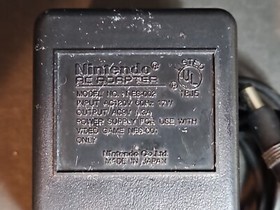 Nintendo®
AC ADAPTER
MODEL NO. NES-002
INPUT AC120V 60Hz 17W
OUTPUT AC9V 1.3A
POWER SUPPLY FOR USE WITH
VIDEO GAME NES-001
ONLY
Nintendo Co., Ltd.
MADE IN JAPAN
UL